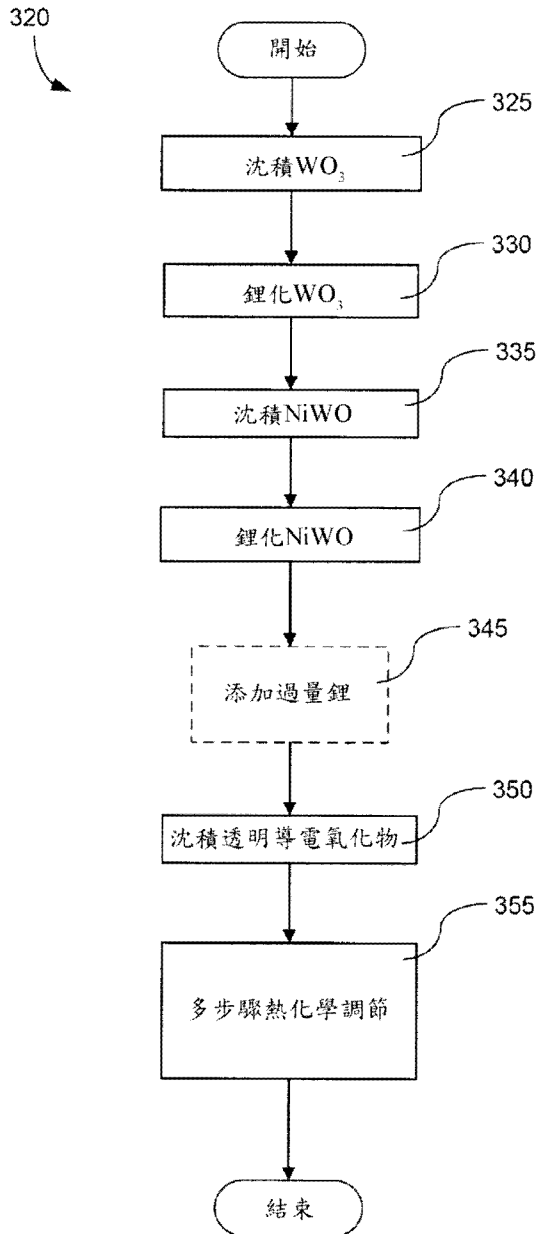 320
開始
325
沈積WO₃
330
鋰化WO₃
335
沈積NiWO
340
鋰化NiWO
345
添加過量鋰
350
沈積透明導電氧化物
355
多步驟熱化學調節
結束